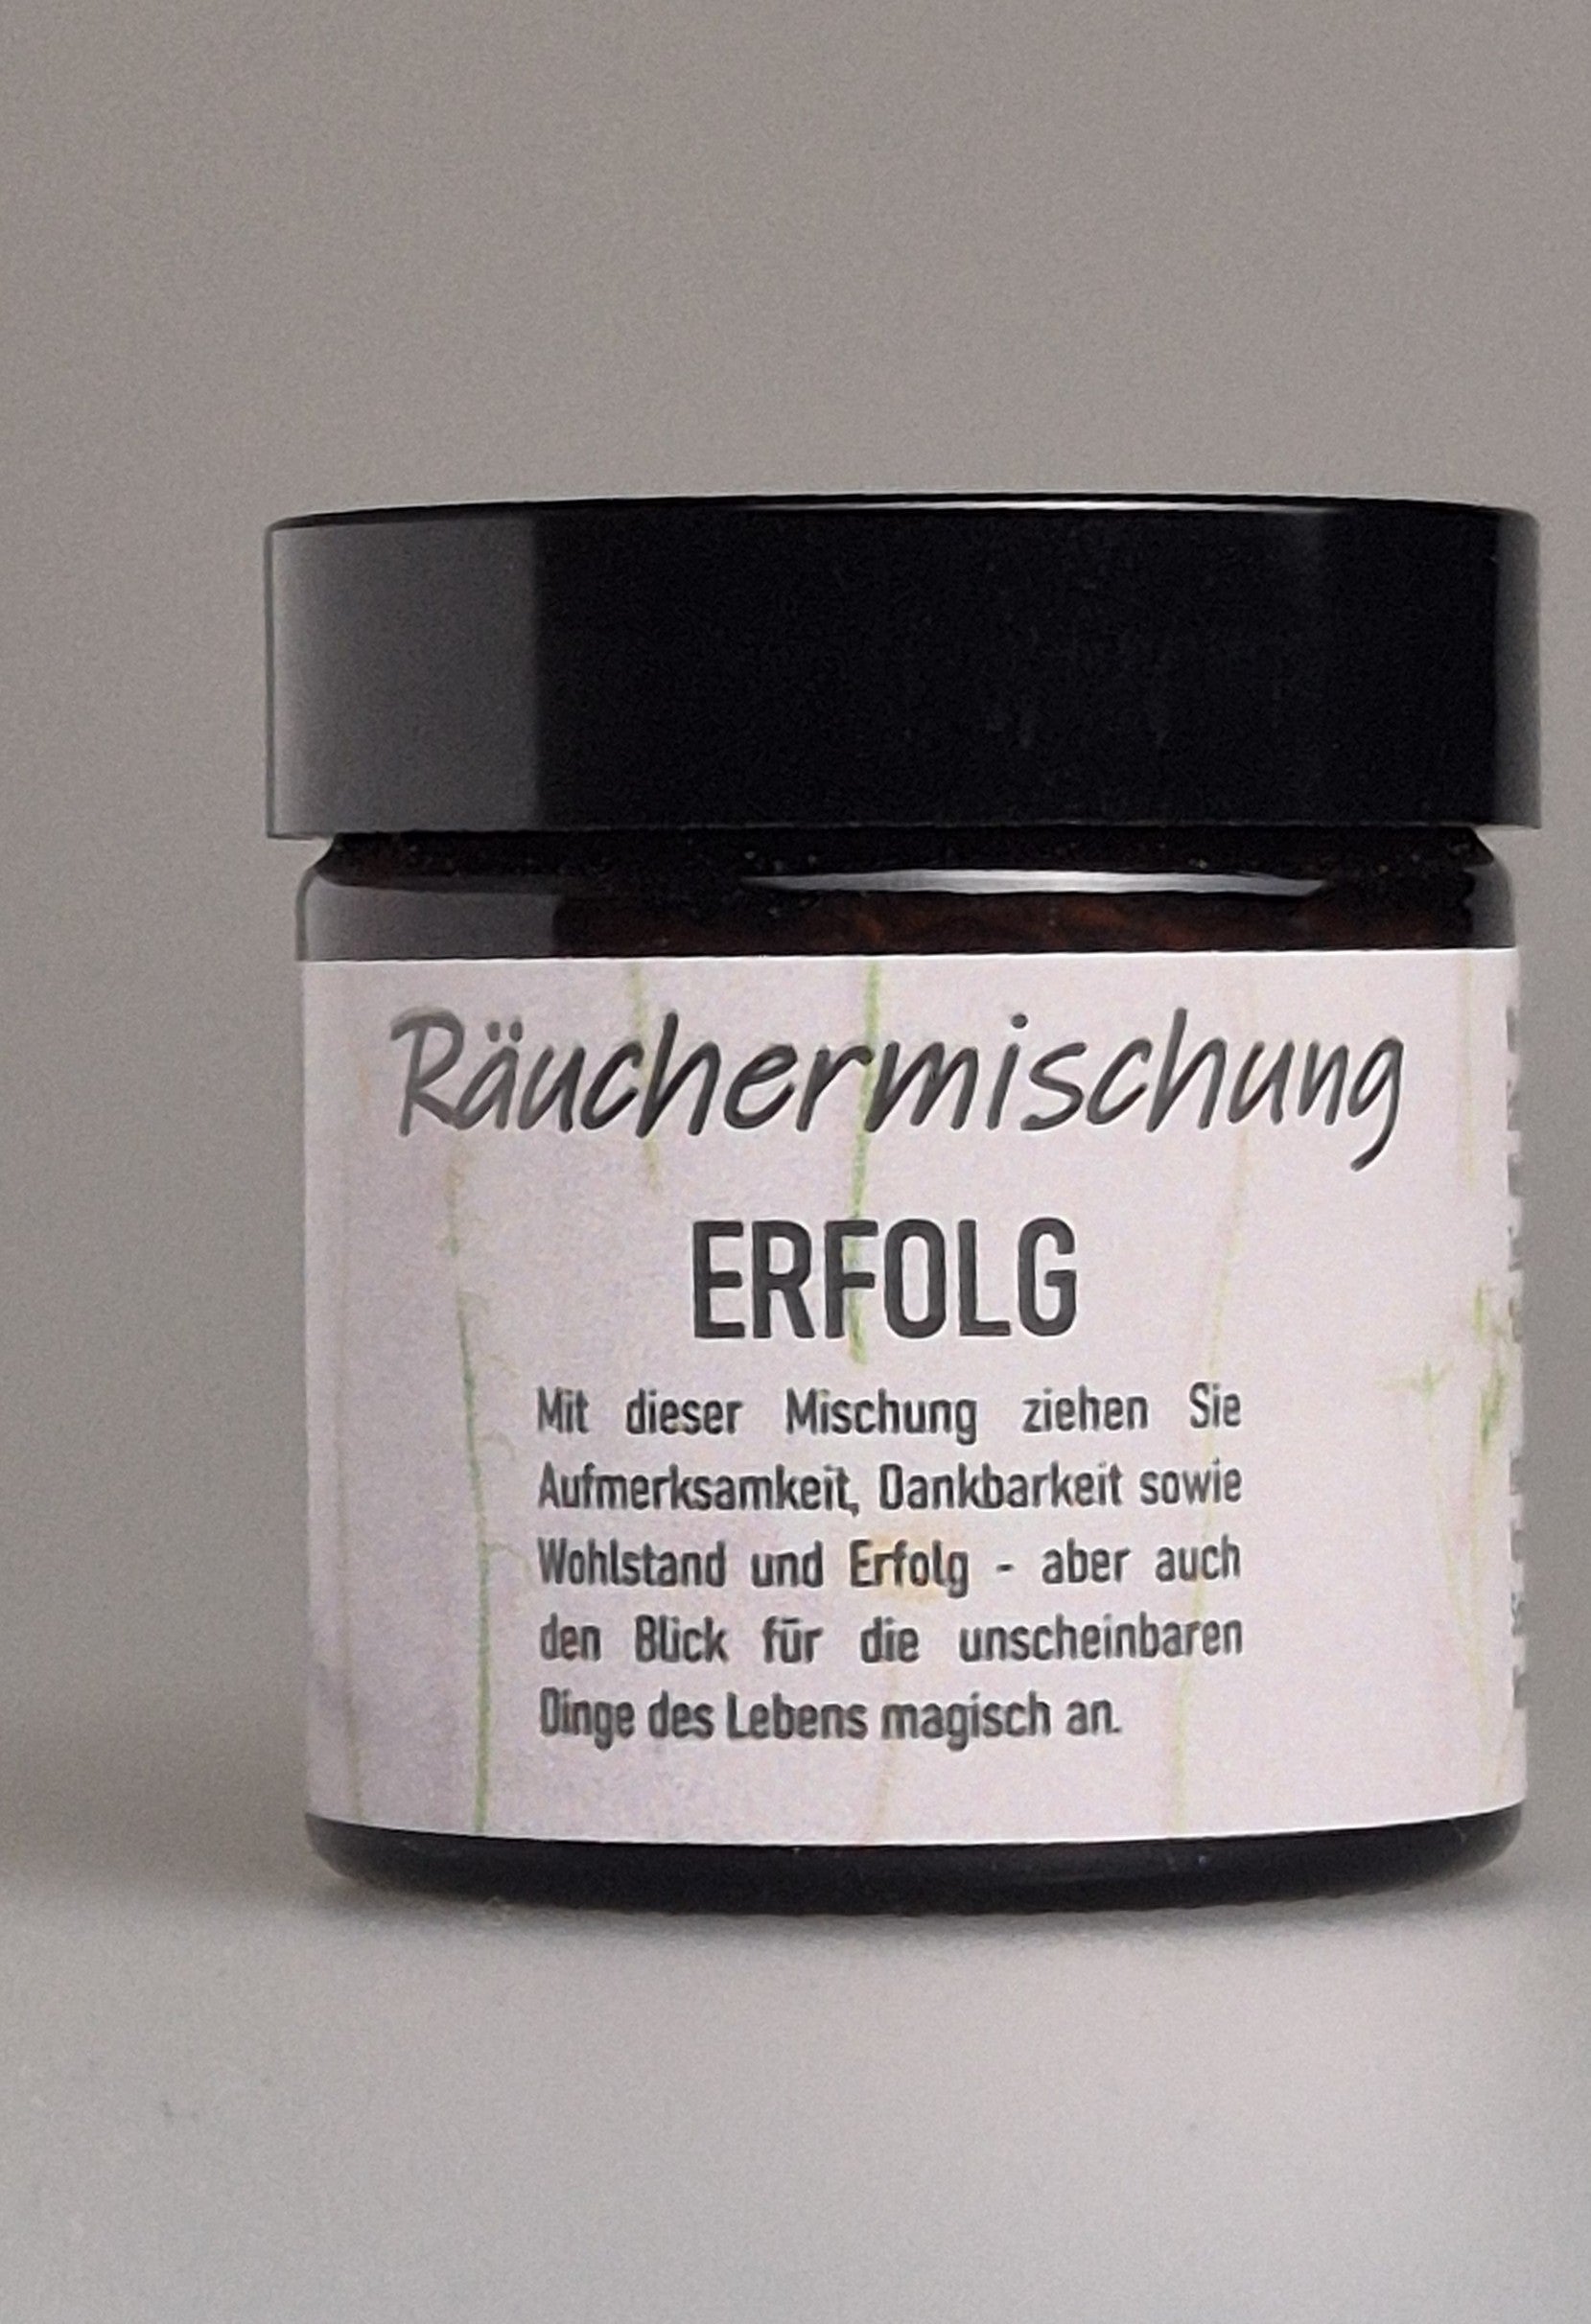 Räuchermischung
ERFOLG
Mit dieser Mischung ziehen Sie
Aufmerksamkeit, Dankbarkeit sowie
Wohlstand und Erfolg - aber auch
den Blick für die unscheinbaren
Dinge des Lebens magisch an.